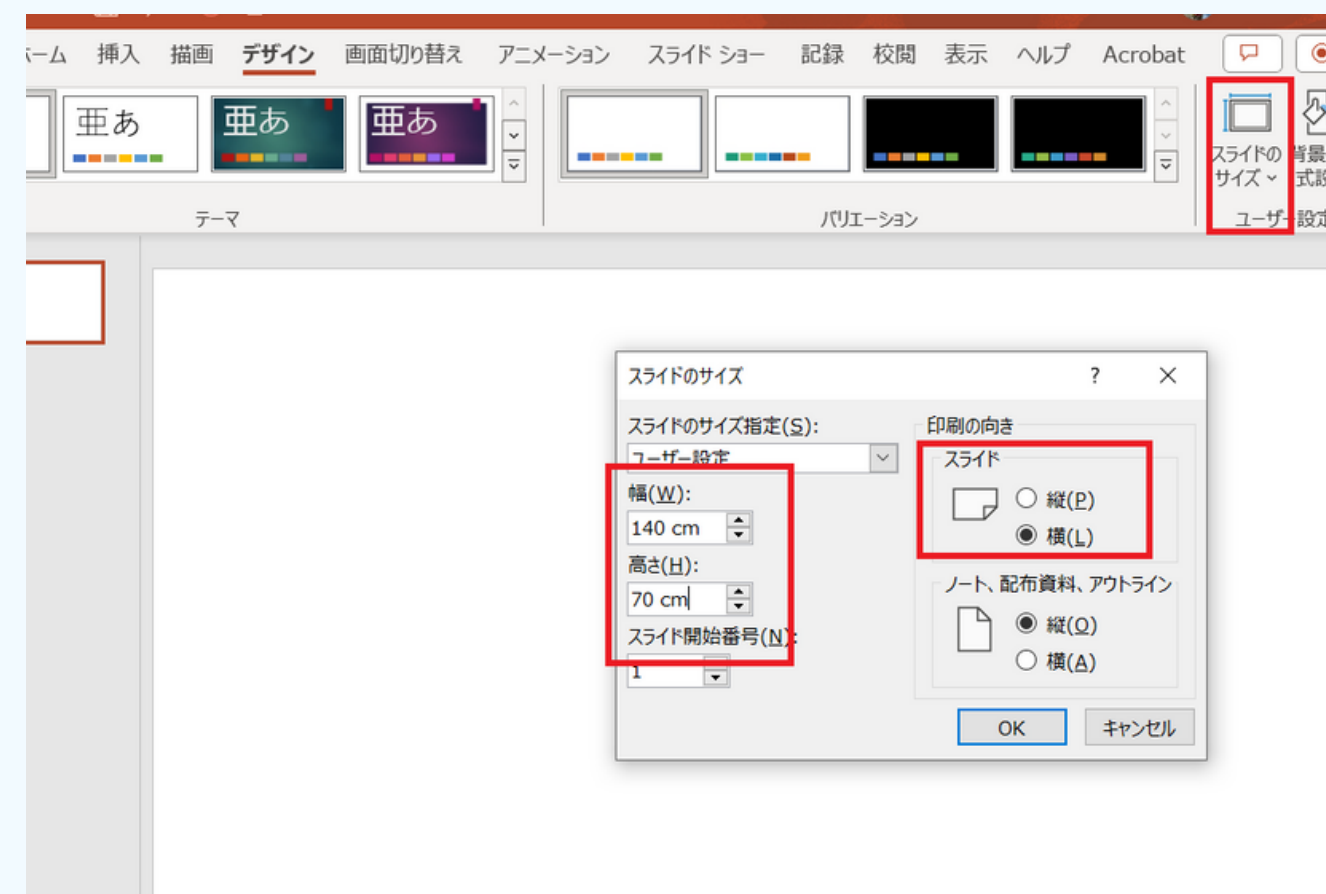 ホーム 挿入 描画 デザイン 画面切り替え アニメーション スライド ショー 記録 校閲 表示 ヘルプ Acrobat
亜あ 亜あ 亜あ
スライドの
サイズ
テーマ バリエーション ユーザー設定
スライドのサイズ ?
スライドのサイズ指定(S):
ユーザー設定
幅(W):
140 cm
高さ(H):
70 cm
スライド開始番号(N):
1
印刷の向き
スライド
縦(P)
横(L)
ノート、配布資料、アウトライン
縦(O)
横(A)
OK キャンセル